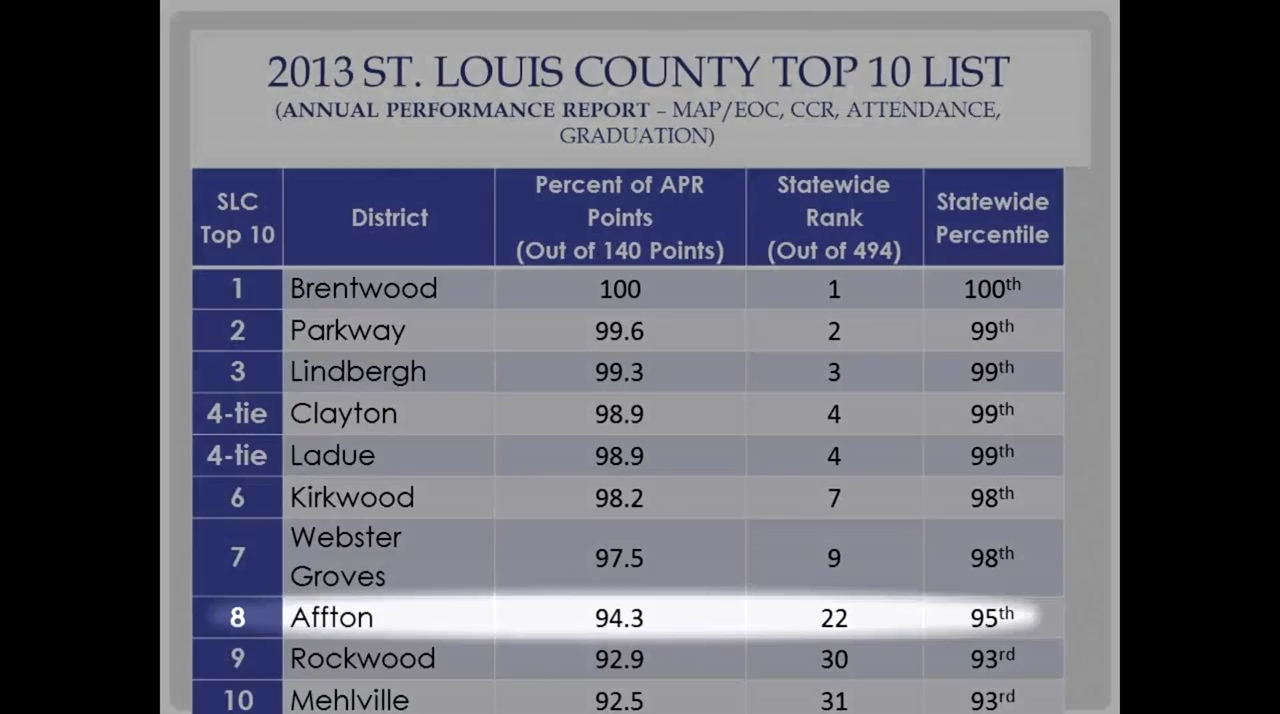 2013 ST. LOUIS COUNTY TOP 10 LIST
(ANNUAL PERFORMANCE REPORT – MAP/EOC, CCR, ATTENDANCE,
GRADUATION)
SLC Top 10 District Percent of APR Points (Out of 140 Points) Statewide Rank (Out of 494) Statewide Percentile
1 Brentwood 100 1 100th
2 Parkway 99.6 2 99th
3 Lindbergh 99.3 3 99th
4-tie Clayton 98.9 4 99th
4-tie Ladue 98.9 4 99th
6 Kirkwood 98.2 7 98th
7 Webster Groves 97.5 9 98th
8 Affton 94.3 22 95th
9 Rockwood 92.9 30 93rd
10 Mehlville 92.5 31 93rd